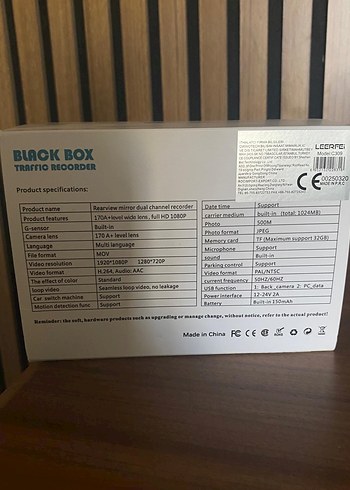 BLACK BOX
TRAFFIC RECORDER
LEERFEI
Model:C309
00250320
MADE IN P.R.C
Product specifications:
Product name Rearview mirror dual channel recorder
Product features 170A+level wide lens , full HD 1080P
G-sensor Built-in
Camera lens 170 A+ level lens
Language Multi language
File format MOV
Video resolution 1920*1080P 1280*720P
Video format H.264, Audio: AAC
The effect of color Standard
loop video Seamless loop video, no leakage
Car switch machine Support
Motion detection func Support
Date time Support
carrier medium built-in (total: 1024MB)
Photo 500M
Photo format JPEG
Memory card TF (Maximum support 32GB)
Microphone Support
sound Built-in
Parking control Support
Video format PAL/NTSC
current frequency 50HZ/60HZ
USB function 1: Back_camera 2: PC_data
Power interface 12-24V 2A
Battery Built-in 150mAh
Reminder: the soft, hardware products such as upgrading or manage change, without notice, refer to the actual product!
Made in China FC CE